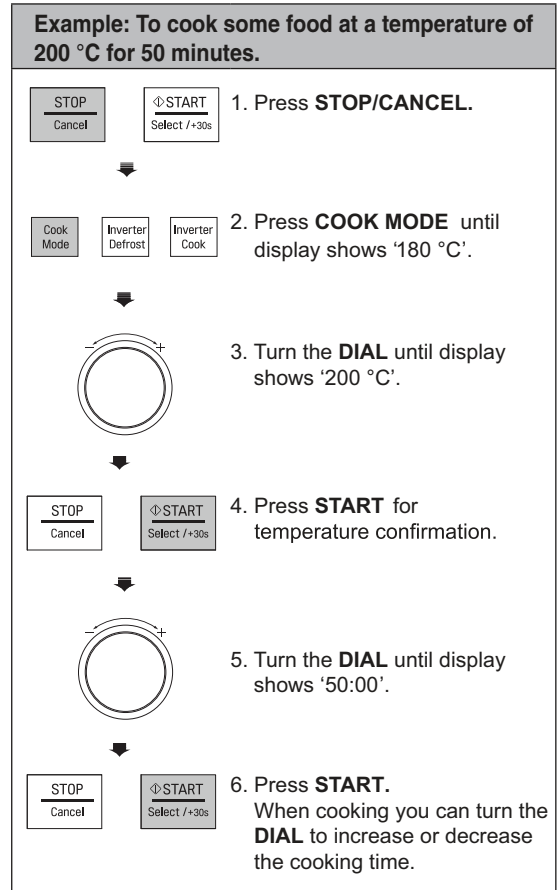 Example: To cook some food at a temperature of
200 °C for 50 minutes.
STOP
Cancel
START
Select /+30s
1. Press STOP/CANCEL.
Cook
Mode
Inverter
Defrost
Inverter
Cook
2. Press COOK MODE until
display shows ‘180 °C’.
− +
3. Turn the DIAL until display
shows ‘200 °C’.
STOP
Cancel
START
Select /+30s
4. Press START for
temperature confirmation.
− +
5. Turn the DIAL until display
shows ‘50:00’.
STOP
Cancel
START
Select /+30s
6. Press START.
When cooking you can turn the
DIAL to increase or decrease
the cooking time.